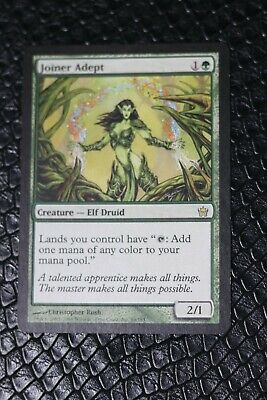 Joiner Adept 1
Creature — Elf Druid
Lands you control have “: Add
one mana of any color to your
mana pool.”
A talented apprentice makes all things.
The master makes all things possible.
Christopher Rush
2/1